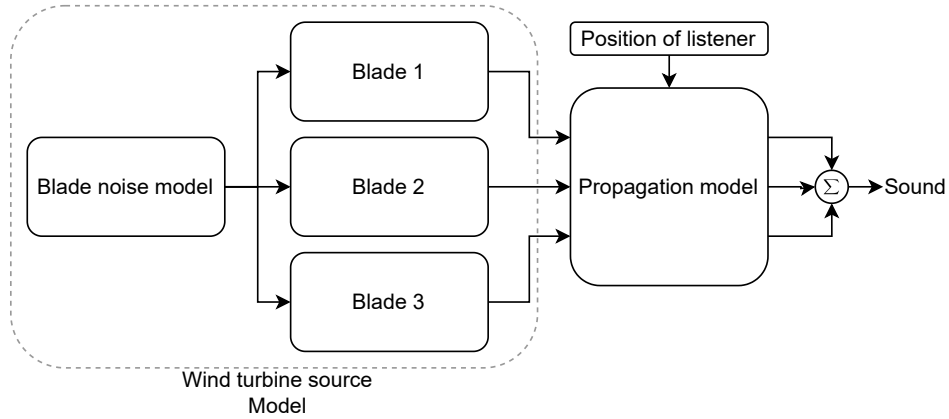 Position of listener
Blade 1
Blade noise model
Blade 2
Propagation model
Σ
Sound
Blade 3
Wind turbine source
Model